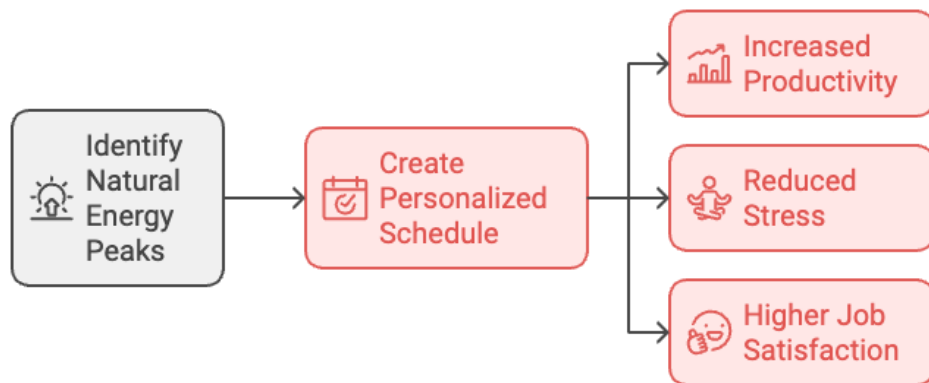 Identify
Natural
Energy
Peaks
Create
Personalized
Schedule
Increased
Productivity
Reduced
Stress
Higher Job
Satisfaction